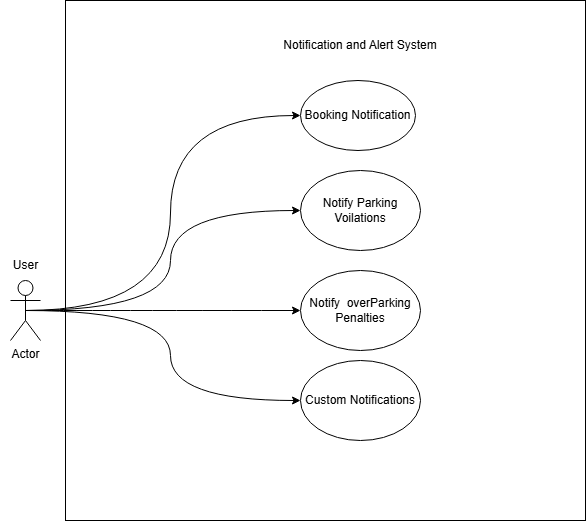 Notification and Alert System
Booking Notification
Notify Parking
Voilations
User
Notify overParking
Penalties
Actor
Custom Notifications